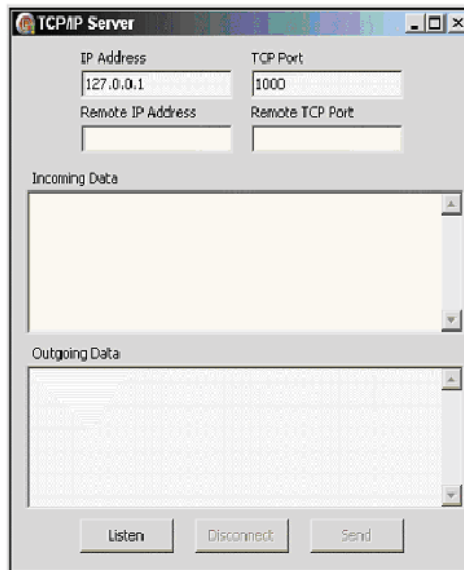 TCP/IP Server
IP Address TCP Port
127.0.0.1 1000
Remote IP Address Remote TCP Port
Incoming Data
Outgoing Data
Listen Disconnect Send